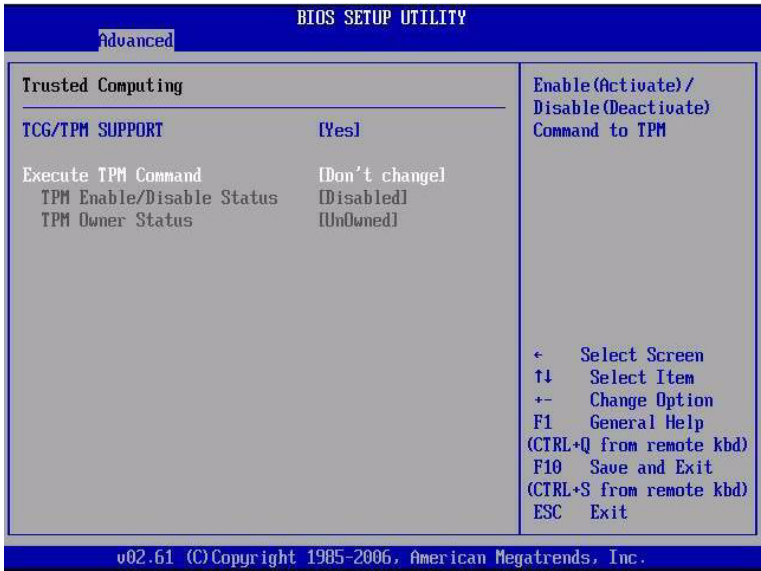 BIOS SETUP UTILITY
Advanced
Trusted Computing
TCG/TPM SUPPORT [Yes]
Execute TPM Command [Don't change]
TPM Enable/Disable Status [Disabled]
TPM Owner Status [UnOwned]
Enable(Activate)/
Disable(Deactivate)
Command to TPM
← Select Screen
↑↓ Select Item
+- Change Option
F1 General Help
(CTRL+Q from remote kbd)
F10 Save and Exit
(CTRL+S from remote kbd)
ESC Exit
v02.61 (C)Copyright 1985-2006, American Megatrends, Inc.